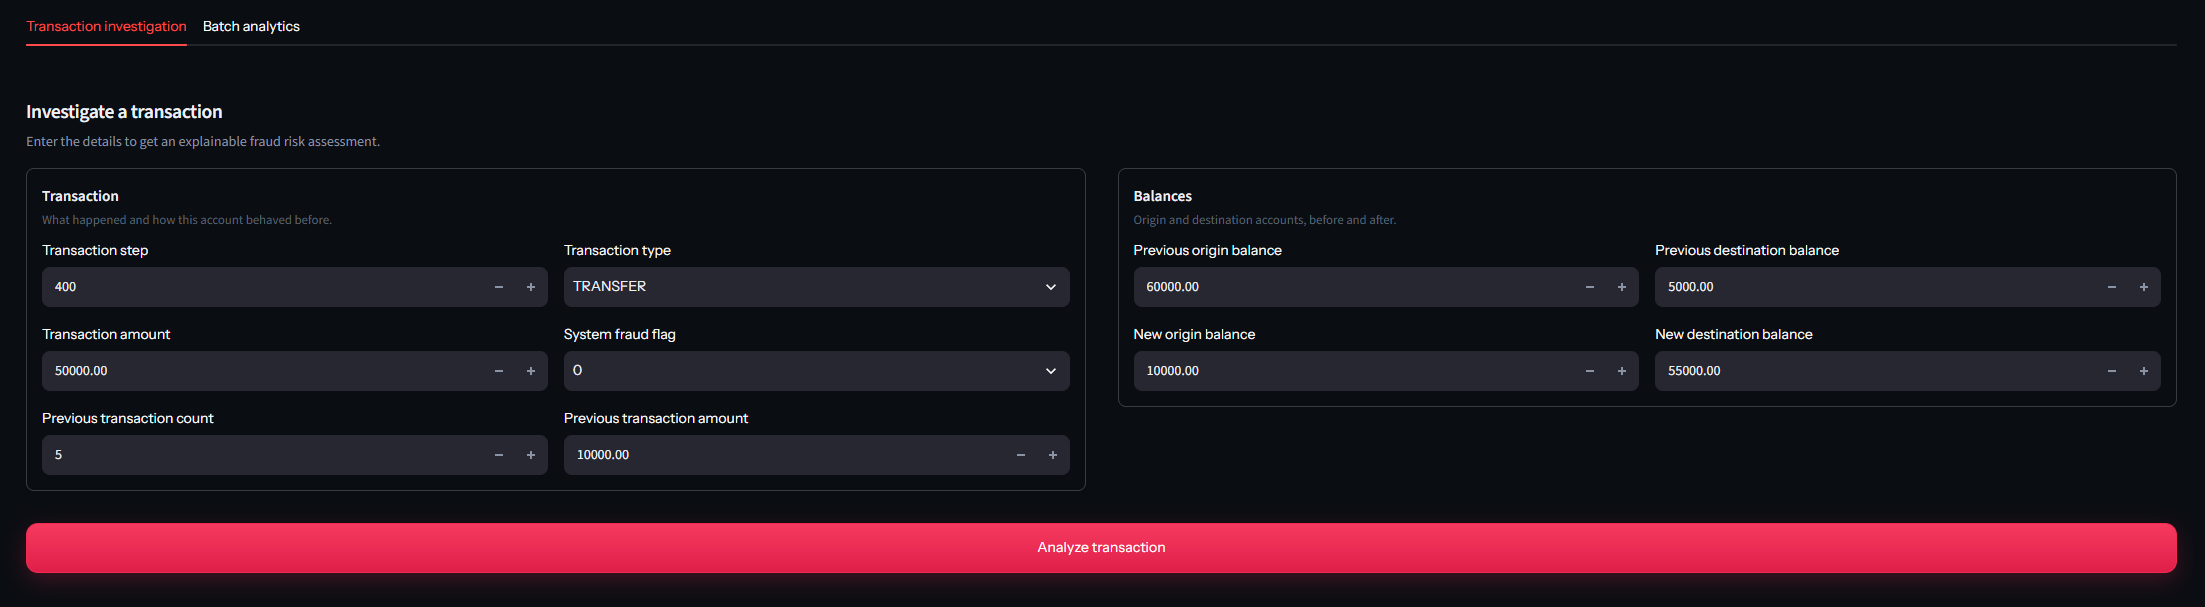 Transaction investigation Batch analytics
Investigate a transaction
Enter the details to get an explainable fraud risk assessment.
Transaction
What happened and how this account behaved before.
Transaction step Transaction type
400 TRANSFER
Transaction amount System fraud flag
50000.00 0
Previous transaction count Previous transaction amount
5 10000.00
Balances
Origin and destination accounts, before and after.
Previous origin balance Previous destination balance
60000.00 5000.00
New origin balance New destination balance
10000.00 55000.00
Analyze transaction